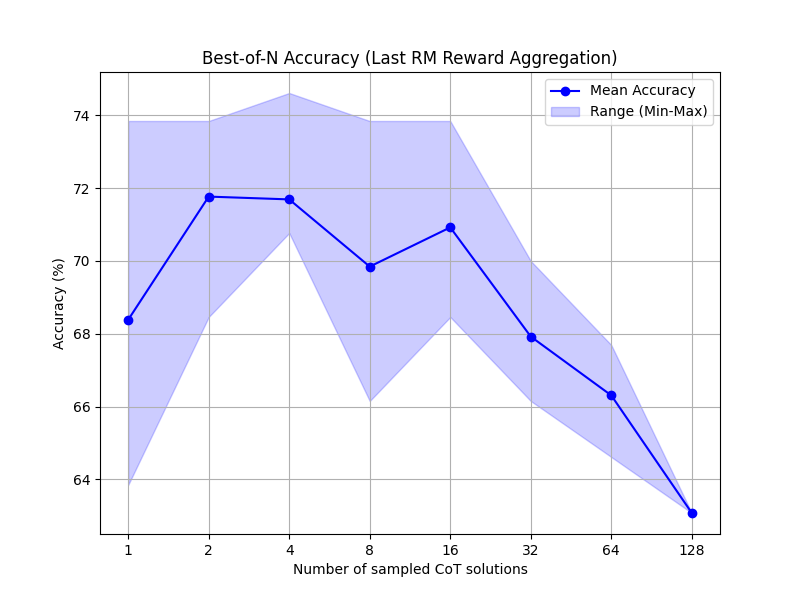 Best-of-N Accuracy (Last RM Reward Aggregation)
Mean Accuracy
Range (Min-Max)
Accuracy (%)
74
72
70
68
66
64
1 2 4 8 16 32 64 128
Number of sampled CoT solutions